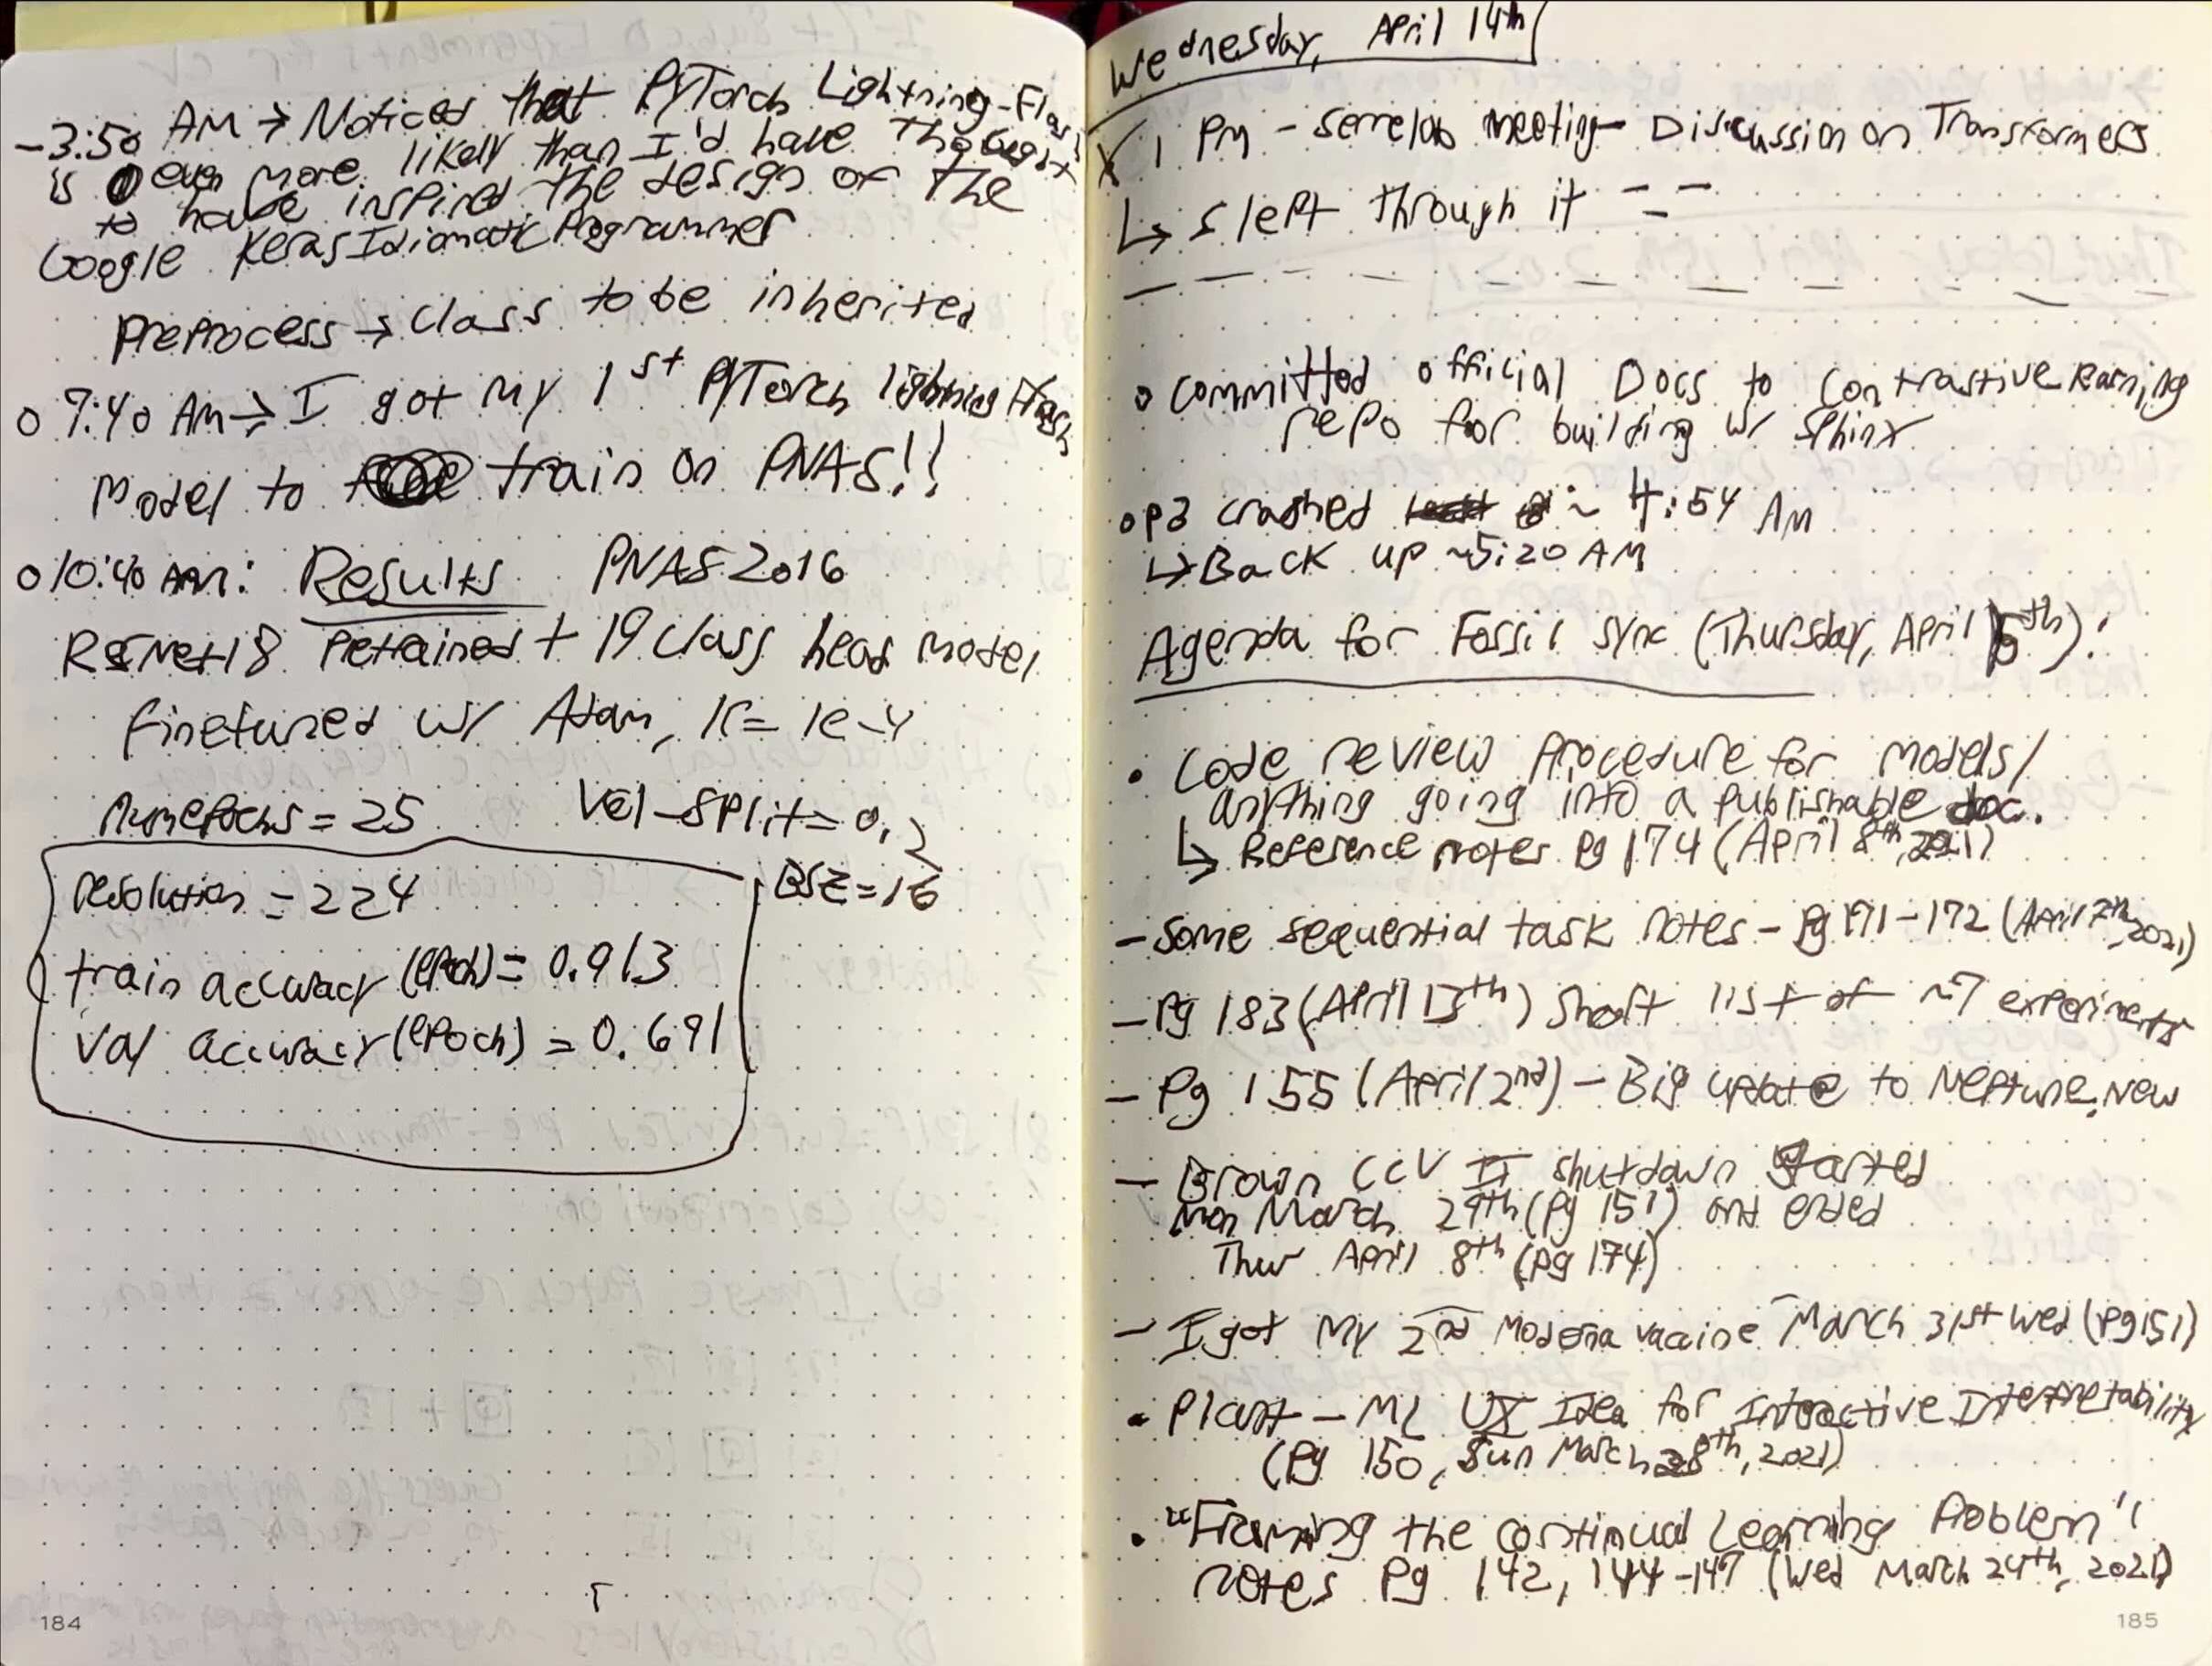 -3:50 AM → Noticed that PyTorch Lightning-Flash
is even more likely than I'd have thought
to have inspired the design of the
Google Keras Idiomatic Programmer
Preprocess → class to be inherited
o 9:40 AM → I got my 1st PyTorch lightning Flash
Model to train on PNAS!!
o 10:40 AM: Results PNAS 2016
ResNet18 Pretrained + 19 class head model
finetuned w/ Adam, lr = 1e-4
num epochs = 25 Val-split = 0.2
BSZ = 16
resolution = 224
train accuracy (epoch) = 0.913
val accuracy (epoch) = 0.691
184
Wednesday, April 14th
X 1 PM - Serrelab meeting - Discussion on Transformers
↳ slept through it
o Committed official Docs to Contrastive Learning
repo for building w/ Sphinx
o P3 crashed ~ 4:54 AM
↳ Back up ~5:20 AM
Agenda for Fossil Sync (Thursday, April 15th):
• Code review procedure for models/
anything going into a publishable doc.
↳ Reference notes pg 174 (April 8th, 2021)
- Some sequential task notes - pg 171-172 (April 7th, 2021)
- Pg 183 (April 13th) Short list of ~7 experiments
- Pg 155 (April 2nd) - Big update to Neptune.New
- Brown CCV IT shutdown Started
Mon March 29th (pg 151) and ended
Thur April 8th (pg 174)
- I got my 2nd Moderna vaccine March 31st Wed (pg 151)
• Plant - ML UX Idea for Interactive Interpretability
(Pg 150, Sun March 28th, 2021)
• "Framing the continual Learning Problem"
notes Pg 142, 144-147 (Wed March 24th, 2021)
185